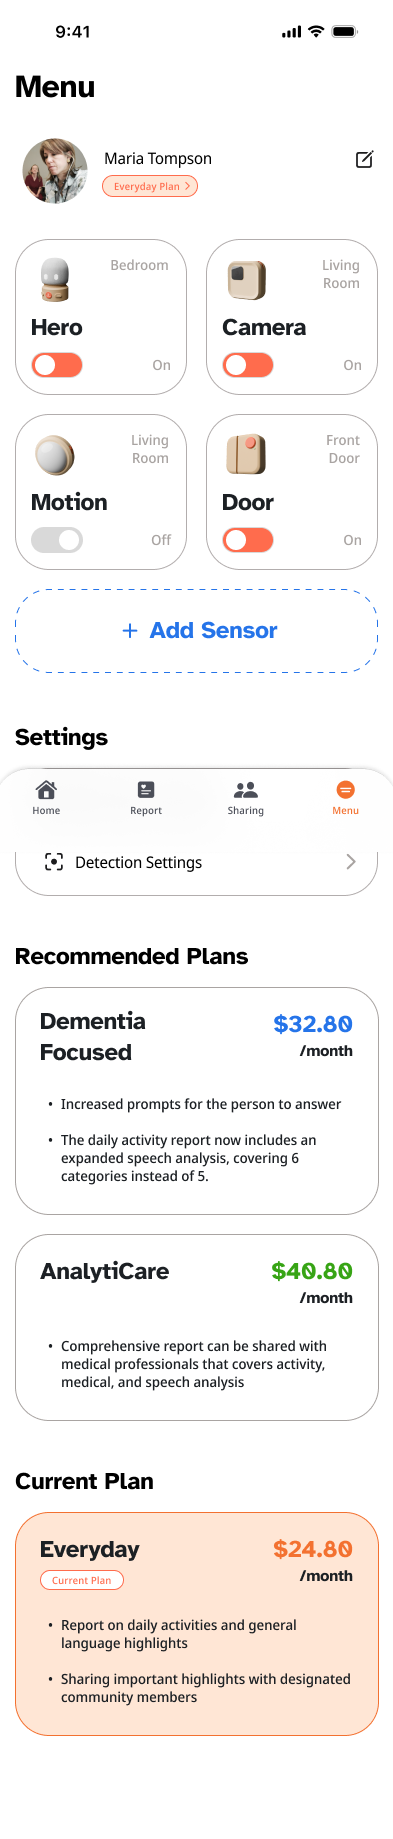 9:41
Menu
Maria Tompson
Everyday Plan
Bedroom
Hero
On
Living
Room
Camera
On
Living
Room
Motion
Off
Front
Door
Door
On
+ Add Sensor
Settings
Home
Report
Sharing
Menu
Detection Settings
Recommended Plans
Dementia
Focused
$32.80
/month
• Increased prompts for the person to answer
• The daily activity report now includes an
expanded speech analysis, covering 6
categories instead of 5.
AnalytiCare
$40.80
/month
• Comprehensive report can be shared with
medical professionals that covers activity,
medical, and speech analysis
Current Plan
Everyday
$24.80
Current Plan
/month
• Report on daily activities and general
language highlights
• Sharing important highlights with designated
community members